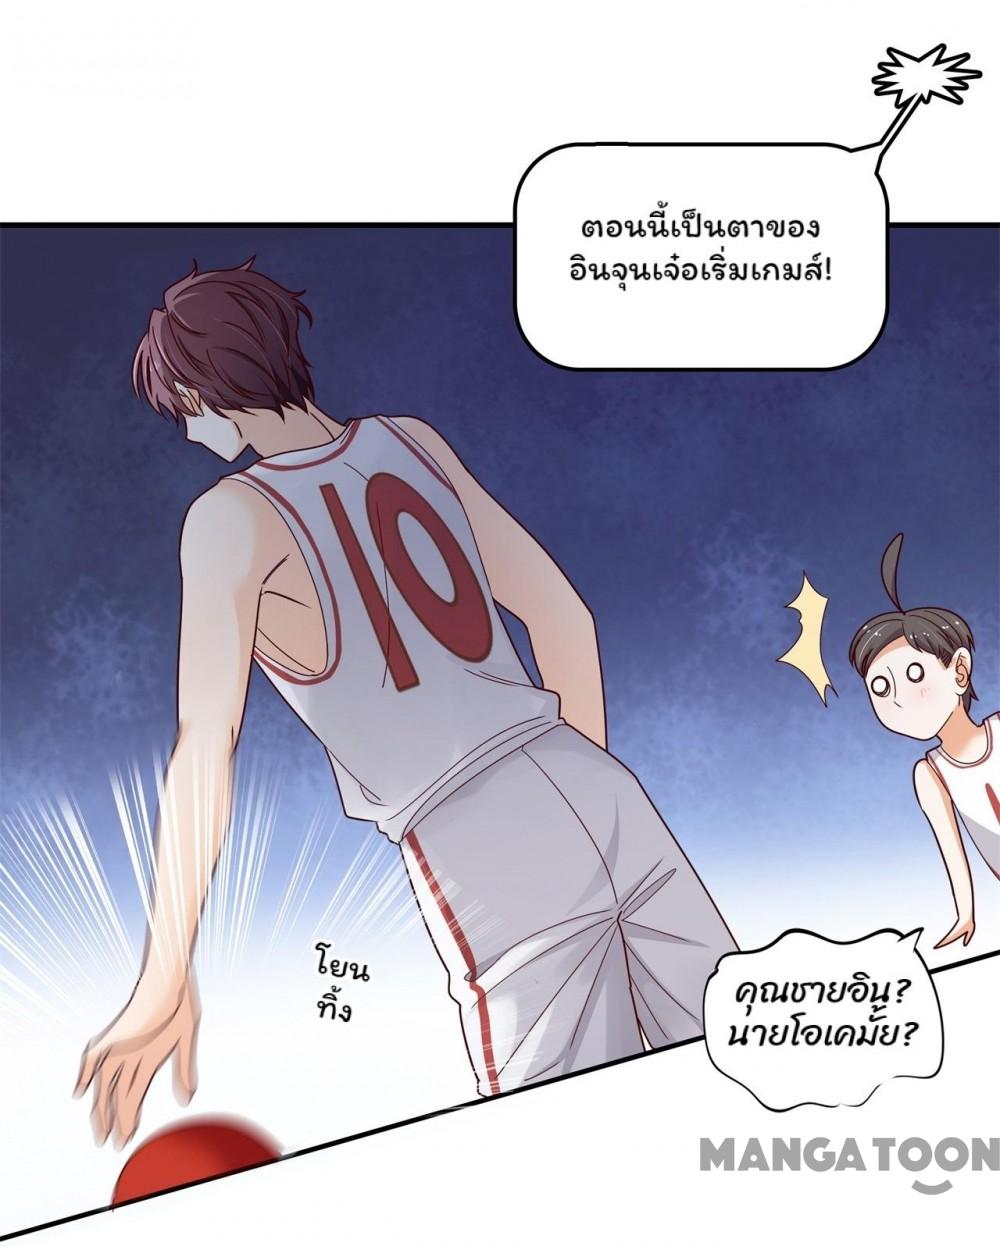 ตอนนี้เป็นตาของ
อินจุนเจ๋อเริ่มเกมส์!
10
โยน
ทิ้ง
คุณชายอิน?
นายโอเคมั้ย?
MANGATOON